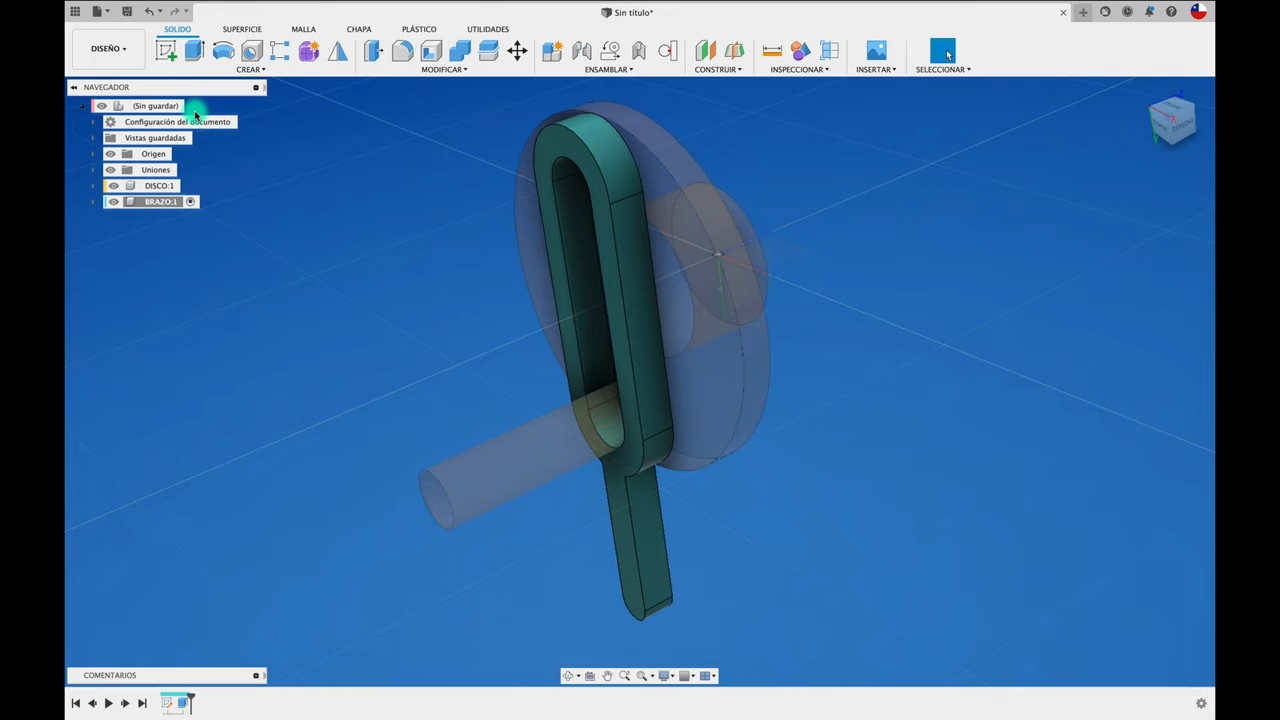 Sin título*
DISEÑO
SOLIDO SUPERFICIE MALLA CHAPA PLÁSTICO UTILIDADES
CREAR MODIFICAR ENSAMBLAR CONSTRUIR INSPECCIONAR INSERTAR SELECCIONAR
NAVEGADOR
(Sin guardar)
Configuración del documento
Vistas guardadas
Origen
Uniones
DISCO:1
BRAZO:1
COMENTARIOS